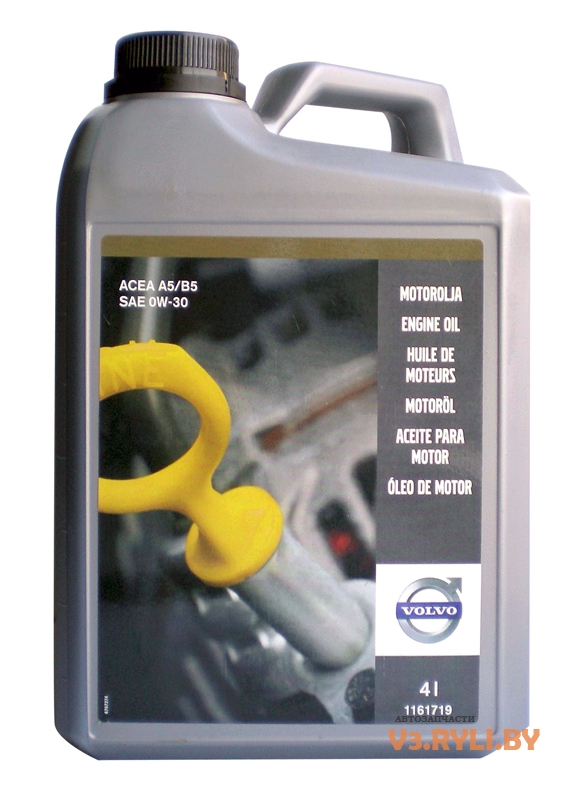 ACEA A5/B5
SAE 0W-30
MOTOROLJA
ENGINE OIL
HUILE DE
MOTEURS
MOTORÖL
ACEITE PARA
MOTOR
ÓLEO DE MOTOR
INE
VOLVO
4 l
1161719
АВТОЗАПЧАСТИ
V3.RYLI.BY